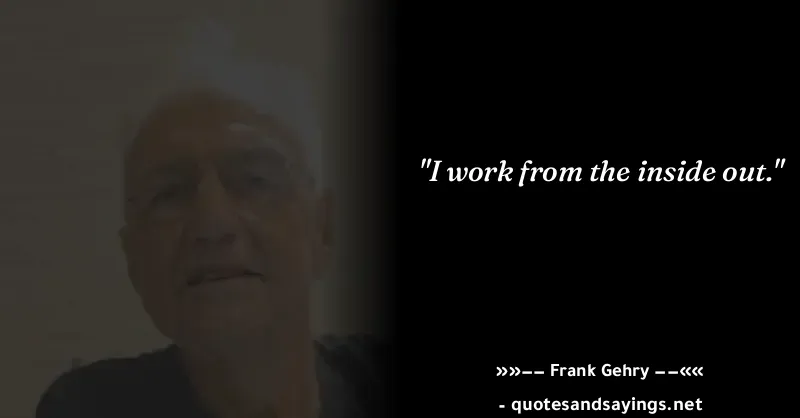 "I work from the inside out."
»»–– Frank Gehry ––««
- quotesandsayings.net